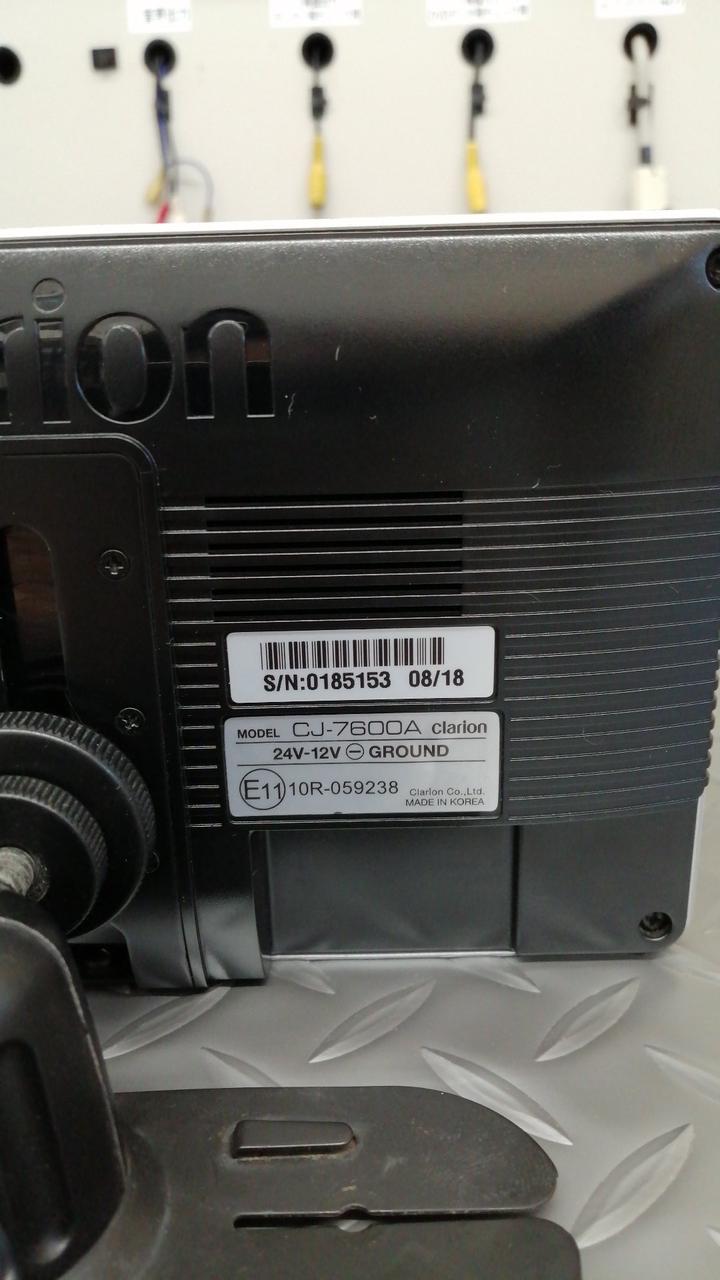 rion
S/N:0185153 08/18
MODEL CJ-7600A clarion
24V-12V ⊖ GROUND
E11 10R-059238 Clarion Co.,Ltd.
MADE IN KOREA